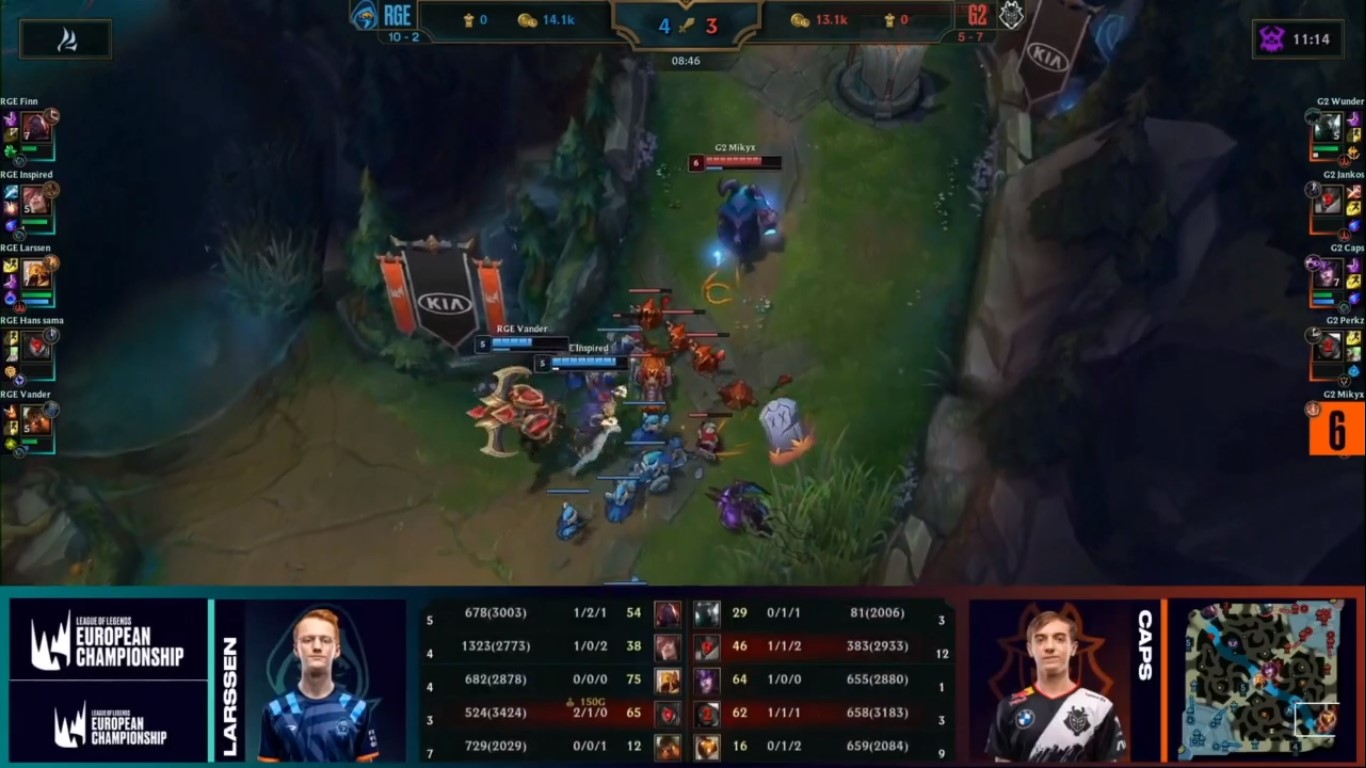 RGE 0 14.1k 4 3 13.1k 0 G2
10 - 2 5 - 7
08:46
11:14
KIA
RGE Finn
RGE Inspired
5
RGE Larssen
RGE Hans sama
RGE Vander
5
G2 Wunder
5
G2 Jankos
G2 Caps
7
G2 Perkz
G2 Mikyx
6
G2 Mikyx
6
KIA
RGE Vander
5
Inspired
5
LEAGUE OF LEGENDS
EUROPEAN
CHAMPIONSHIP
LEAGUE OF LEGENDS
EUROPEAN
CHAMPIONSHIP
LARSSEN
5 678(3003) 1/2/1 54 29 0/1/1 81(2006) 3
4 1323(2773) 1/0/2 38 46 1/1/2 383(2933) 12
4 682(2878) 0/0/0 75 64 1/0/0 655(2880) 1
150G
3 524(3424) 2/1/0 65 62 1/1/1 658(3183) 3
7 729(2029) 0/0/1 12 16 0/1/2 659(2084) 9
CAPS